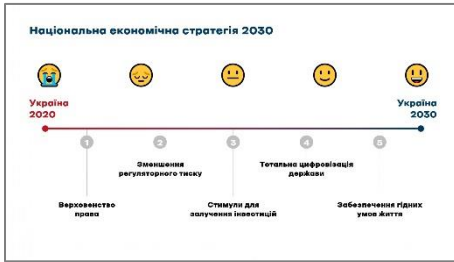 Національна економічна стратегія 2030
Україна
2020
Україна
2030
1
2
3
4
5
Зменшення
регуляторного тиску
Тотальна цифровізація
держави
Верховенство
права
Стимули для
залучення інвестицій
Забезпечення гідних
умов життя